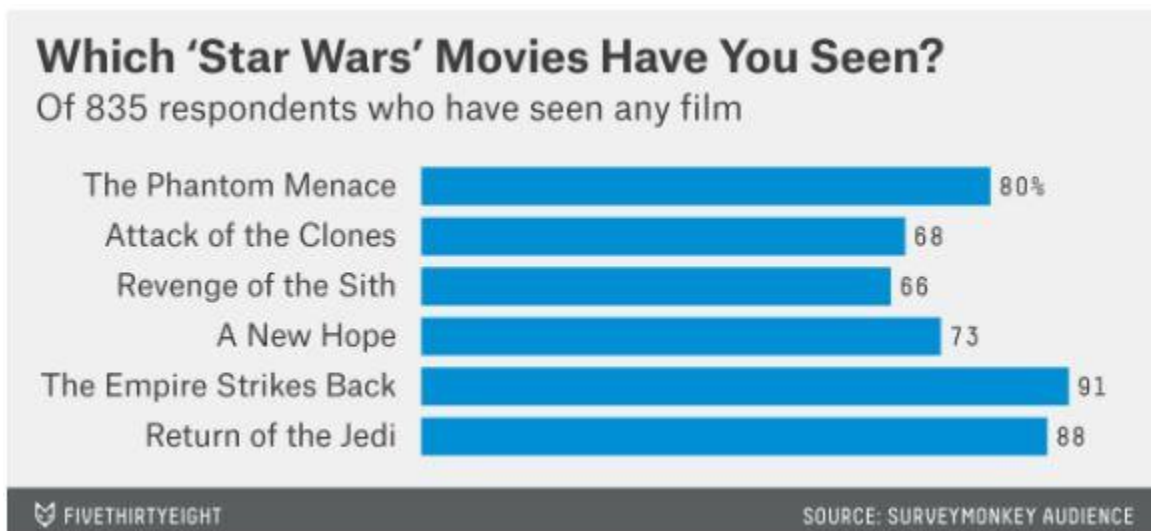 Which ‘Star Wars’ Movies Have You Seen?
Of 835 respondents who have seen any film
The Phantom Menace 80%
Attack of the Clones 68
Revenge of the Sith 66
A New Hope 73
The Empire Strikes Back 91
Return of the Jedi 88
FIVETHIRTYEIGHT SOURCE: SURVEYMONKEY AUDIENCE